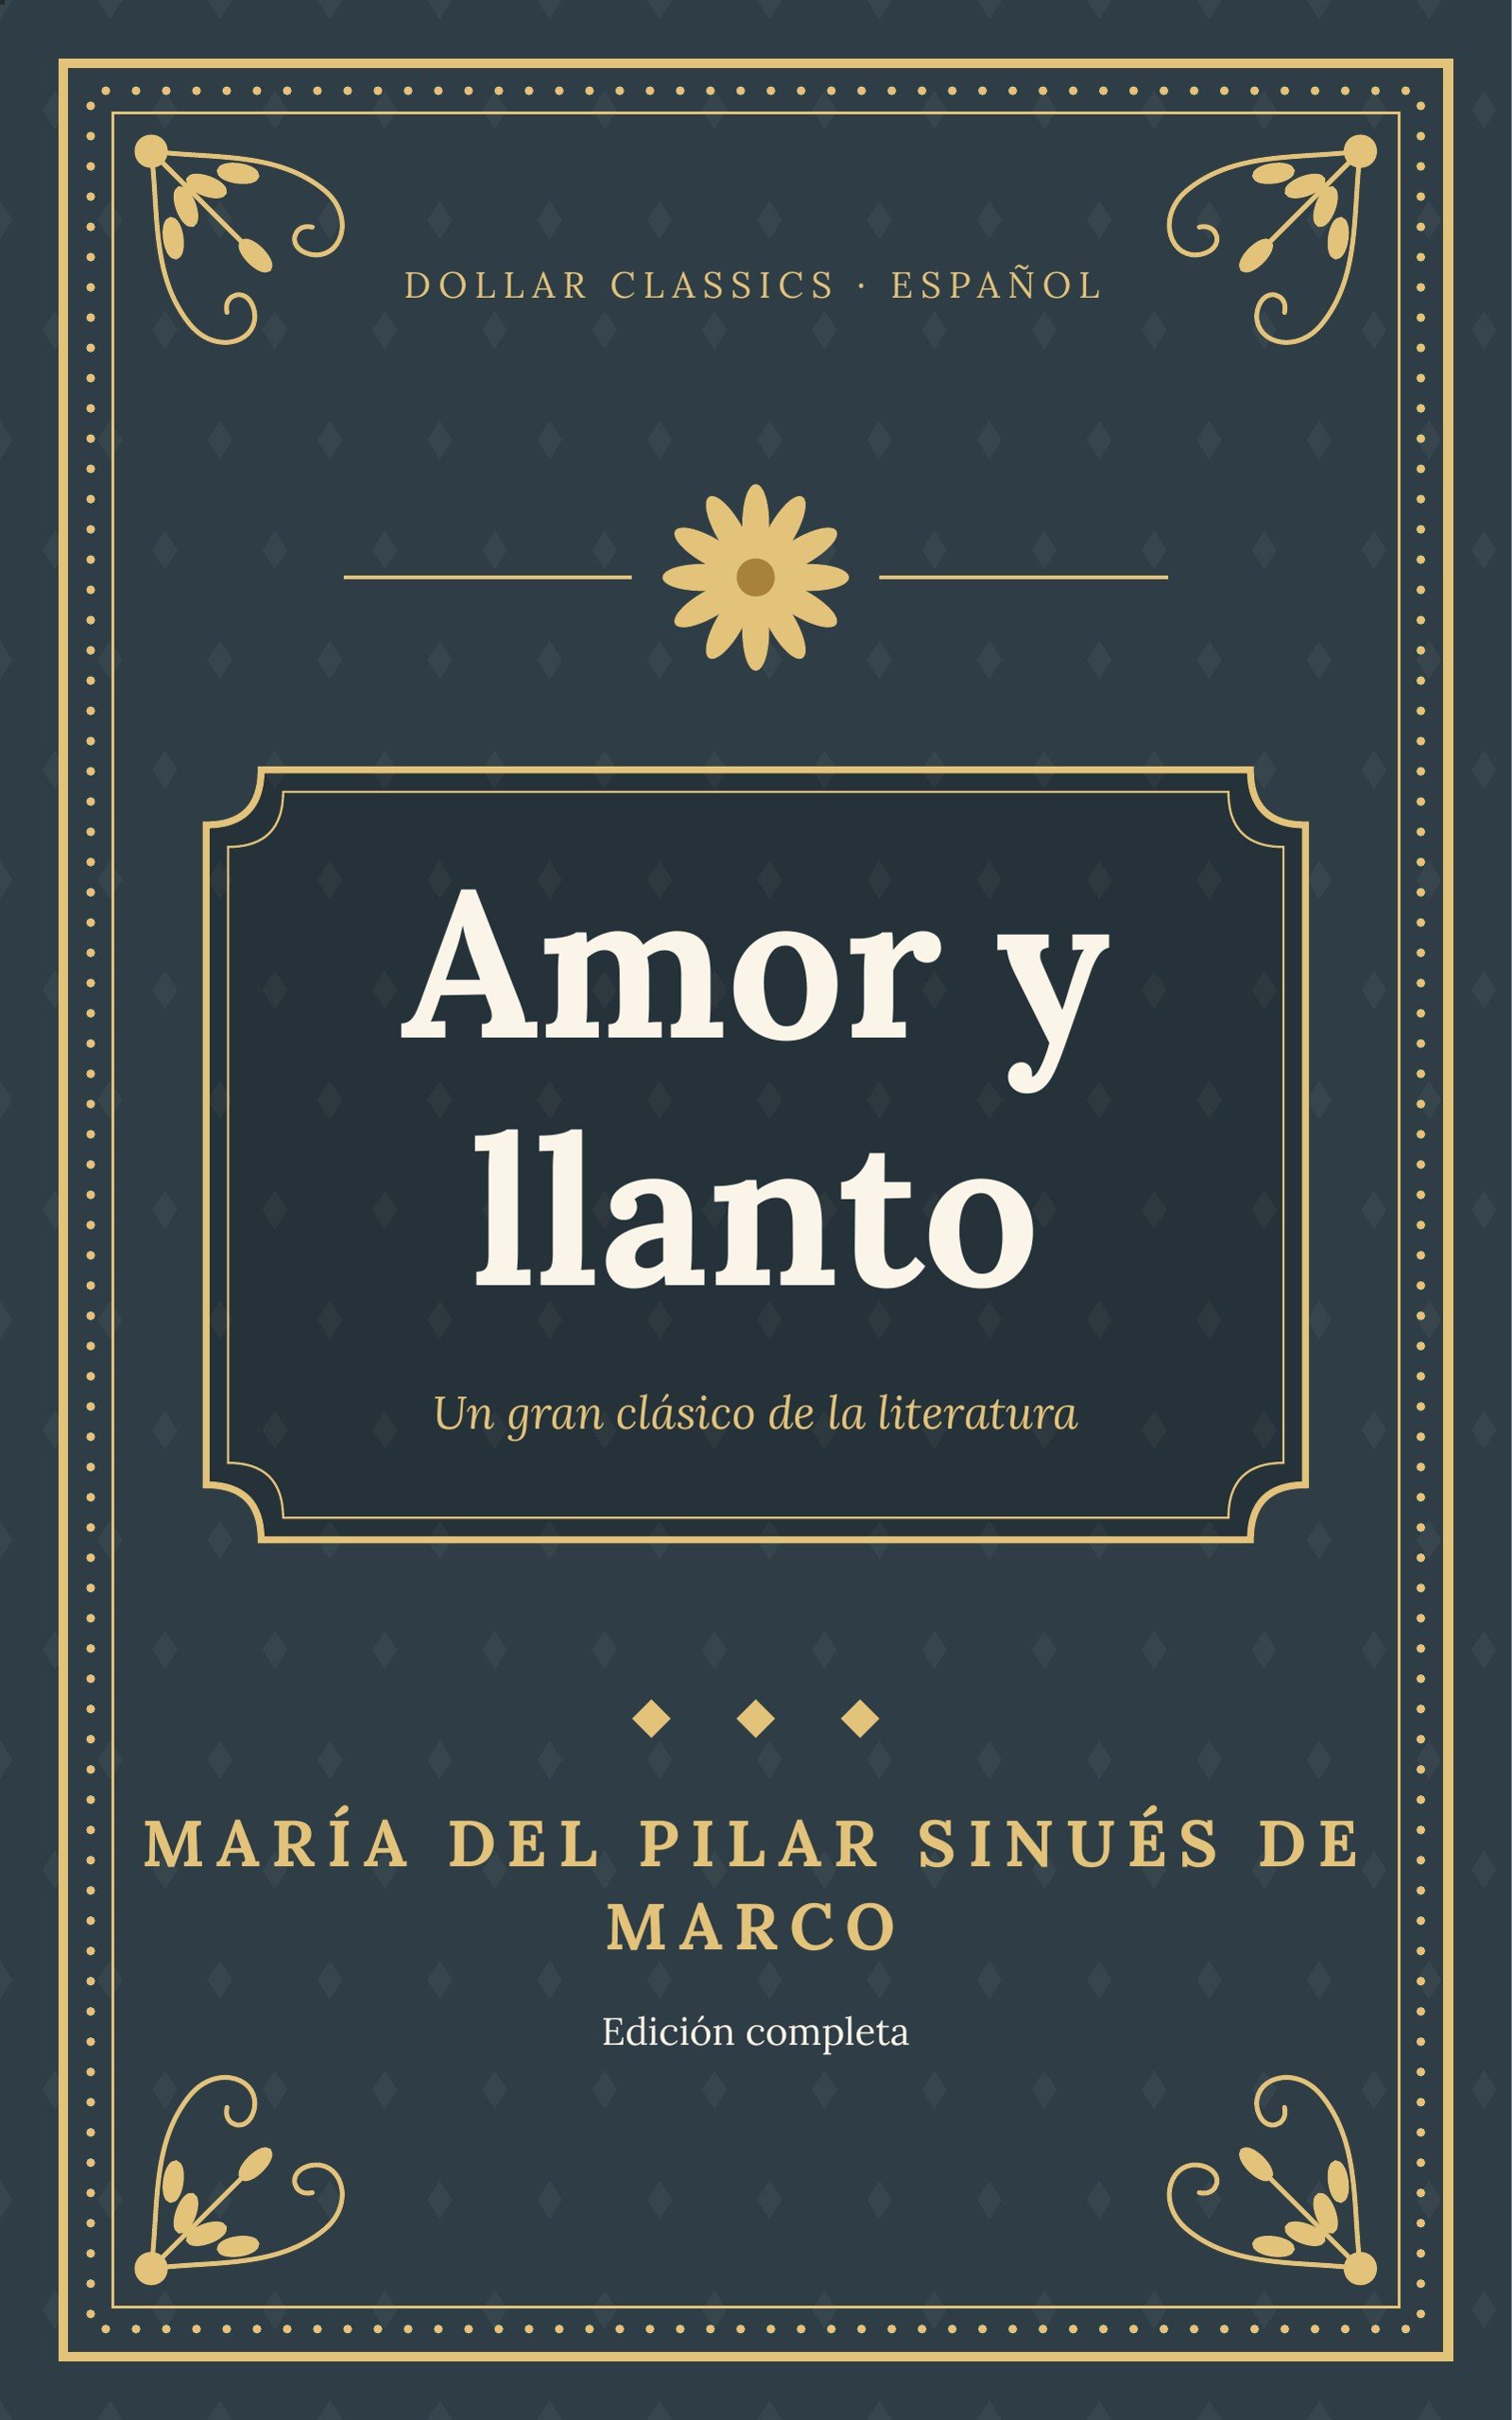 DOLLAR CLASSICS · ESPAÑOL
Amor y
llanto
Un gran clásico de la literatura
MARÍA DEL PILAR SINUÉS DE
MARCO
Edición completa